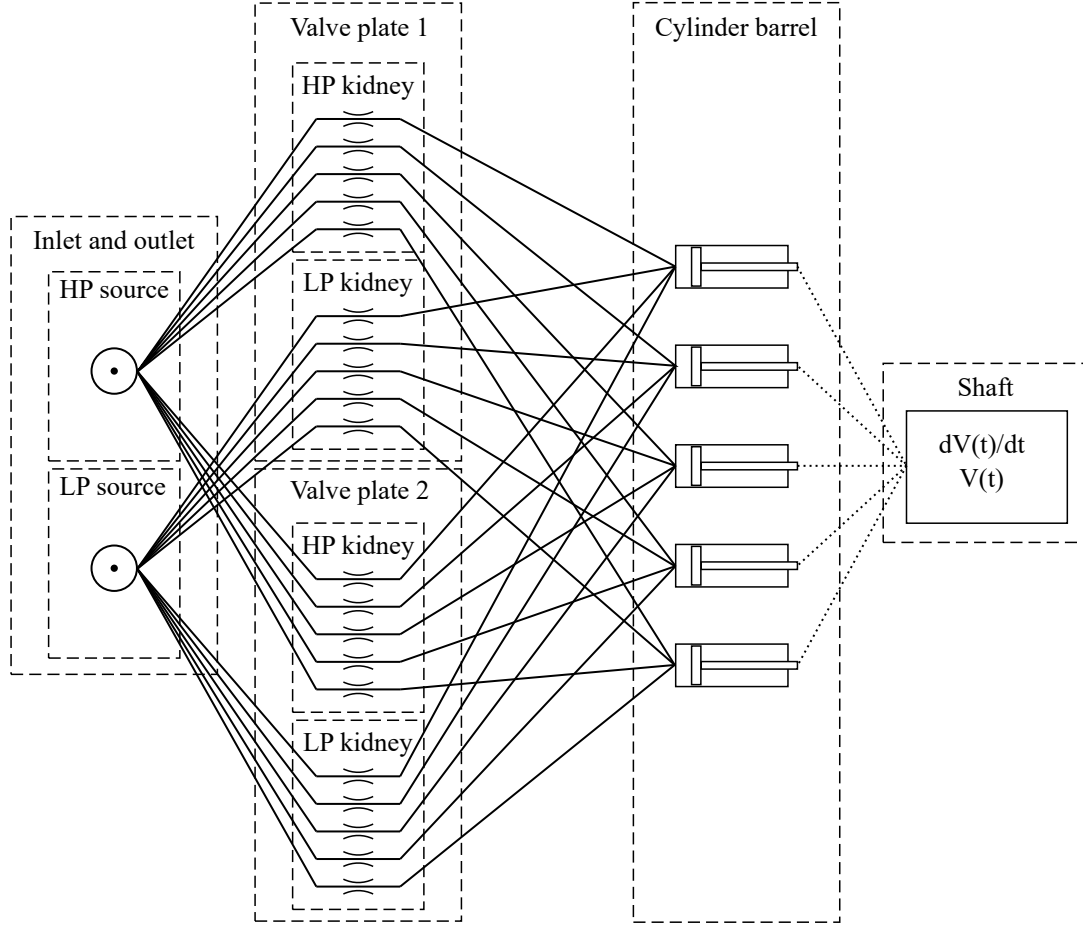 Valve plate 1
HP kidney
LP kidney
Inlet and outlet
HP source
LP source
Valve plate 2
HP kidney
LP kidney
Cylinder barrel
Shaft
dV(t)/dt
V(t)